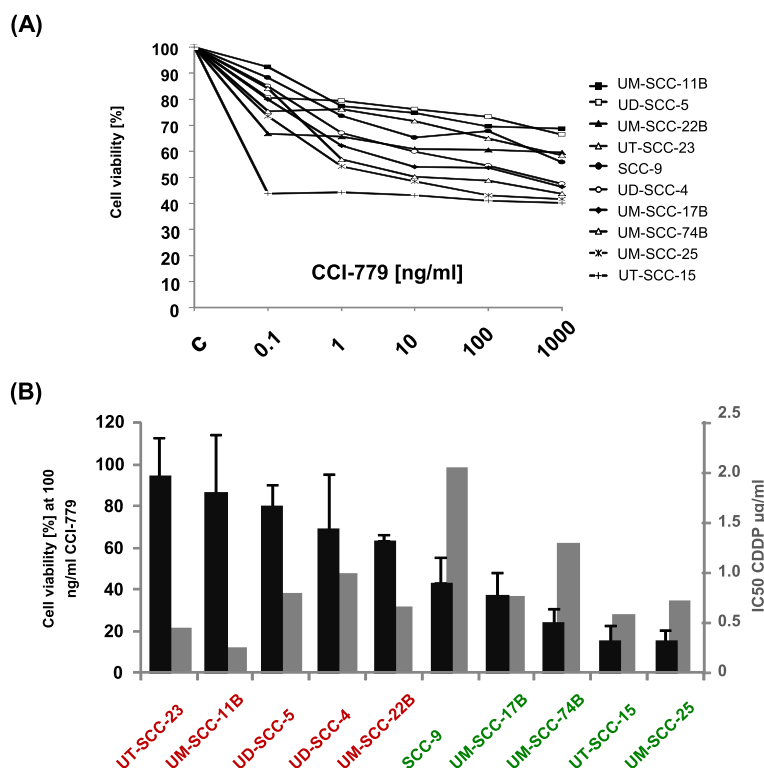 (A)
100
90
80
70
60
50
40
30
20
10
0
Cell viability [%]
CCI-779 [ng/ml]
C
0.1
1
10
100
1000
UM-SCC-11B
UD-SCC-5
UM-SCC-22B
UT-SCC-23
SCC-9
UD-SCC-4
UM-SCC-17B
UM-SCC-74B
UM-SCC-25
UT-SCC-15
(B)
120
100
80
60
40
20
0
Cell viability [%] at 100
ng/ml CCI-779
2.5
2.0
1.5
1.0
0.5
0
IC50 CDDP µg/ml
UT-SCC-23
UM-SCC-11B
UD-SCC-5
UD-SCC-4
UM-SCC-22B
SCC-9
UM-SCC-17B
UM-SCC-74B
UT-SCC-15
UM-SCC-25